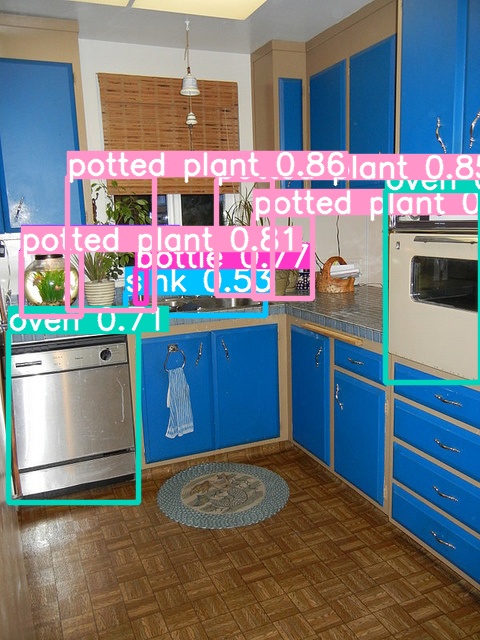 potted plant 0.86
lant 0.85
oven
potted plant 0
potted plant 0.81
bottle 0.77
sink 0.53
oven 0.71